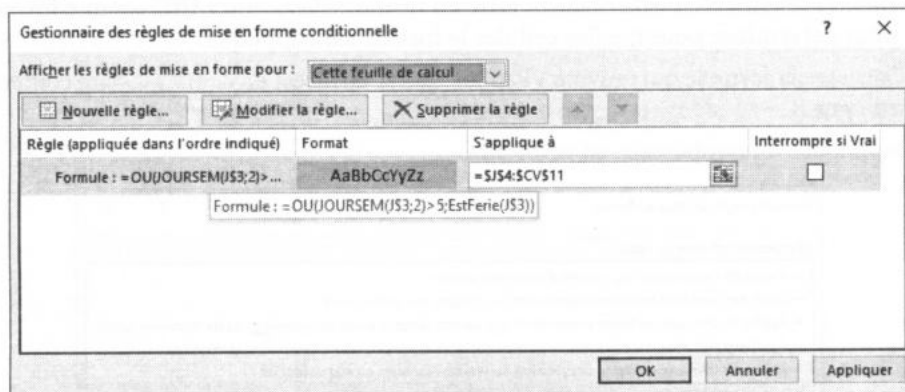 Gestionnaire des règles de mise en forme conditionnelle ? ×
Afficher les règles de mise en forme pour : Cette feuille de calcul
Nouvelle règle... Modifier la règle... Supprimer la règle
Règle (appliquée dans l'ordre indiqué) Format S'applique à Interrompre si Vrai
Formule : =OU(JOURSEM(J$3;2)> ... AaBbCcYyZz =$J$4:$CV$11
Formule : =OU(JOURSEM(J$3;2)>5;EstFerie(J$3))
OK Annuler Appliquer